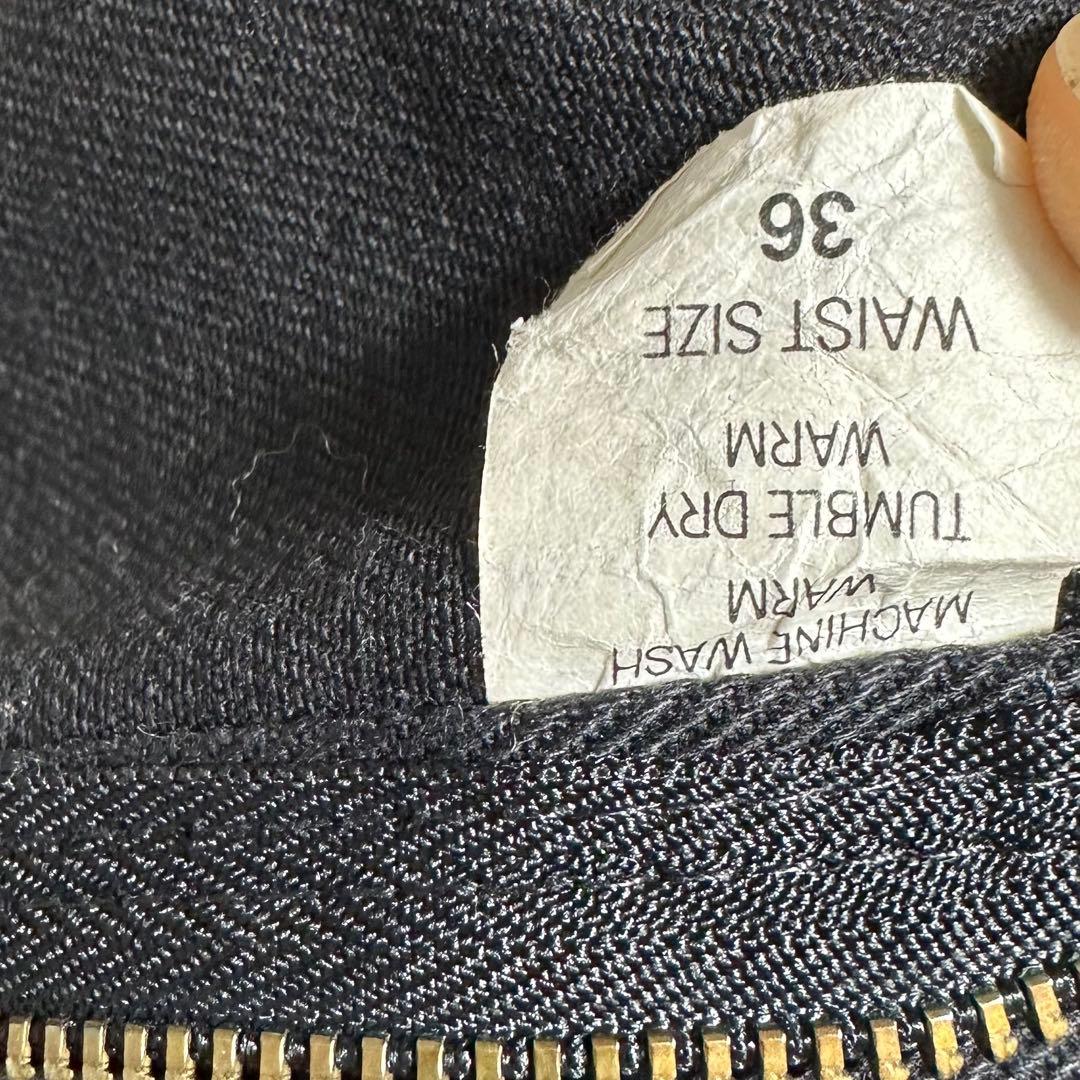 MACHINE WASH
WARM
TUMBLE DRY
WARM
WAIST SIZE
36